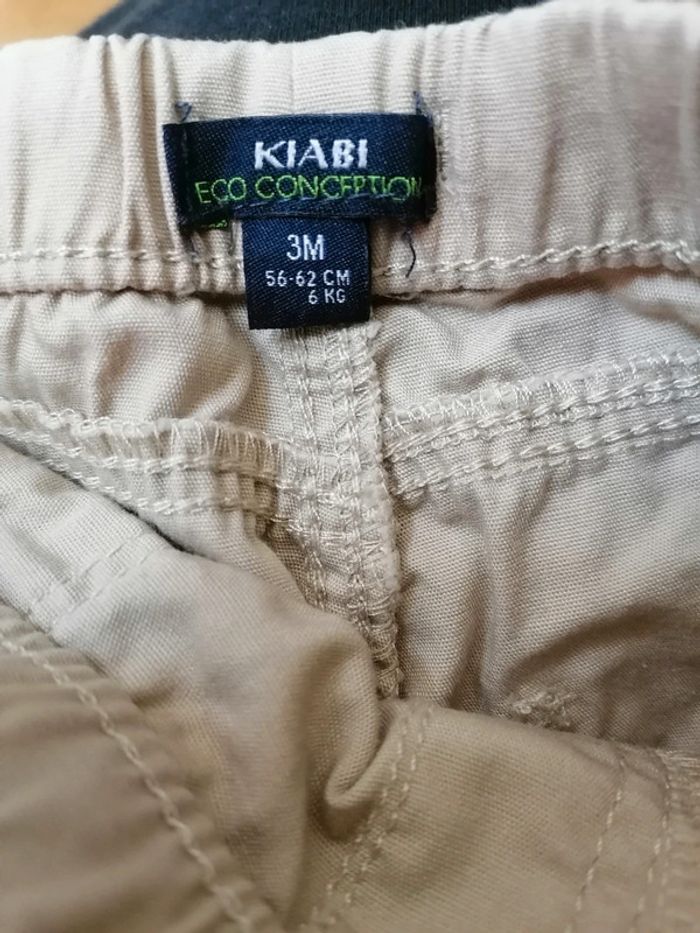 KIABI
ECO CONCEPTION
3M
56-62 CM
6 KG